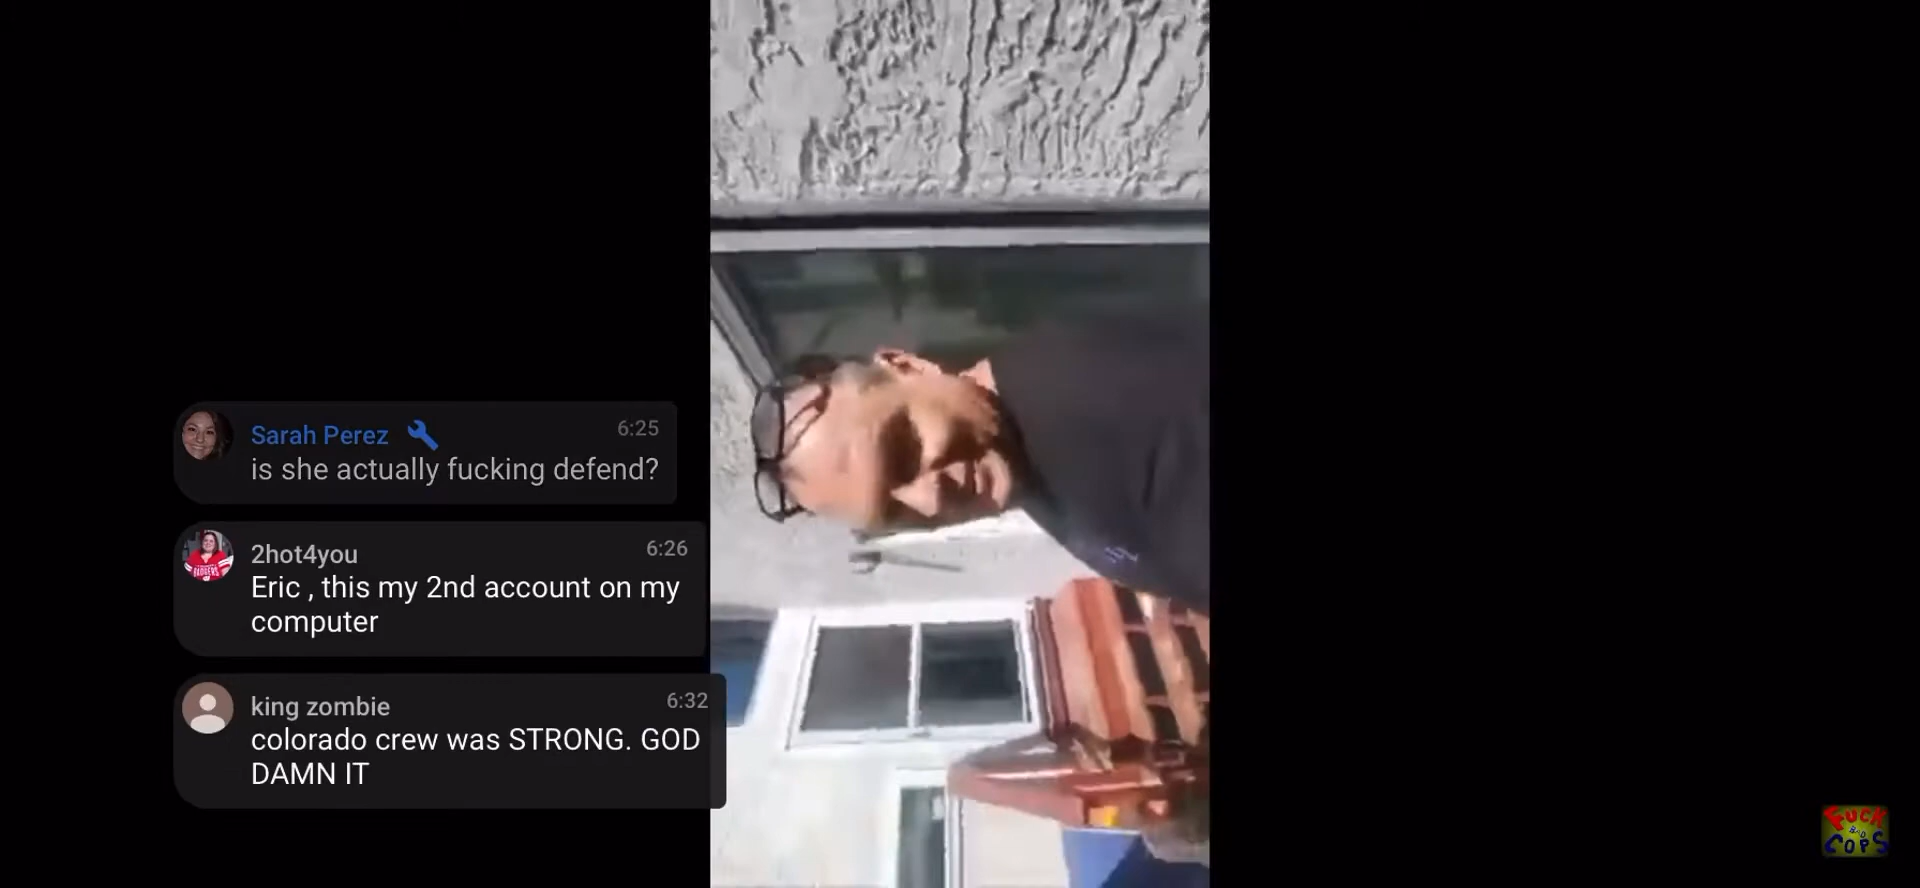 Sarah Perez 6:25
is she actually fucking defend?
2hot4you 6:26
Eric , this my 2nd account on my
computer
king zombie 6:32
colorado crew was STRONG. GOD
DAMN IT
FUCK
BAD
COPS